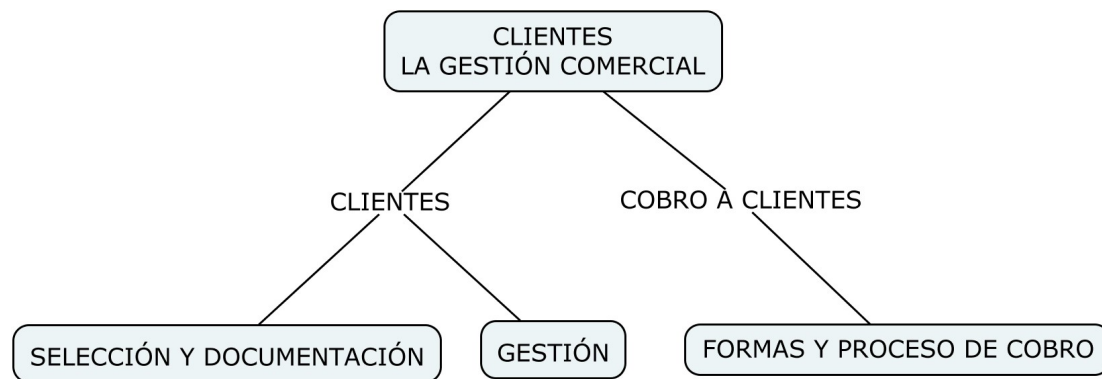 CLIENTES
LA GESTIÓN COMERCIAL
CLIENTES
COBRO A CLIENTES
SELECCIÓN Y DOCUMENTACIÓN
GESTIÓN
FORMAS Y PROCESO DE COBRO